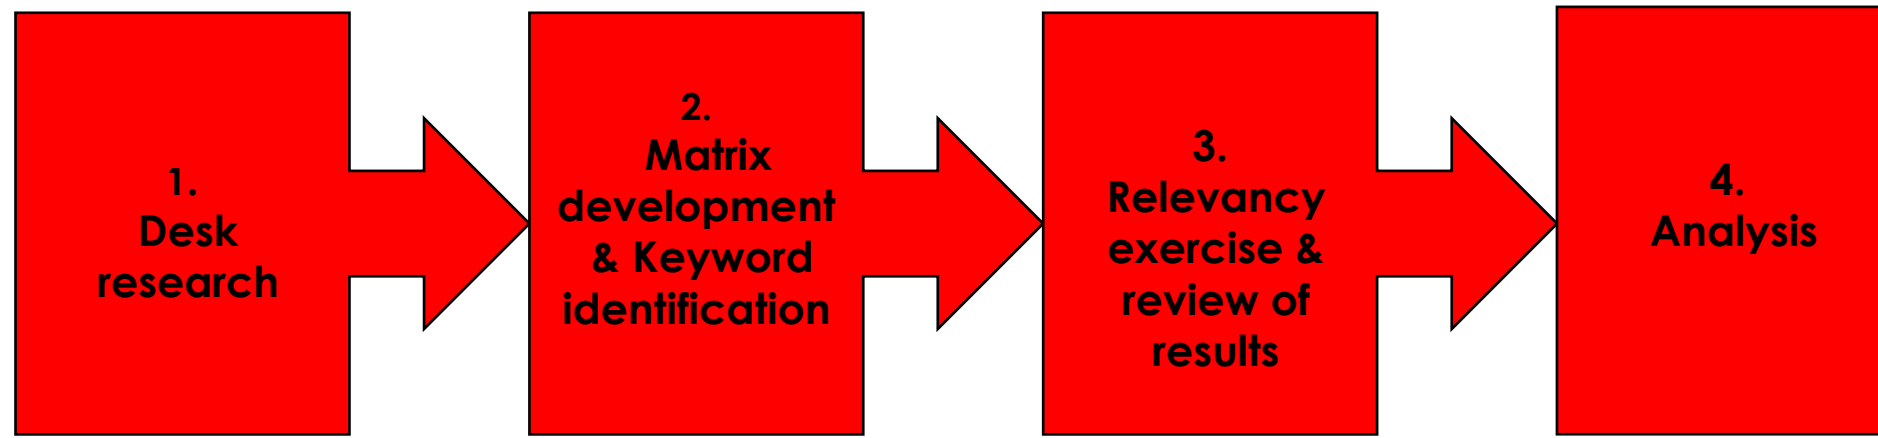 1.
Desk
research
2.
Matrix
development
& Keyword
identification
3.
Relevancy
exercise &
review of
results
4.
Analysis